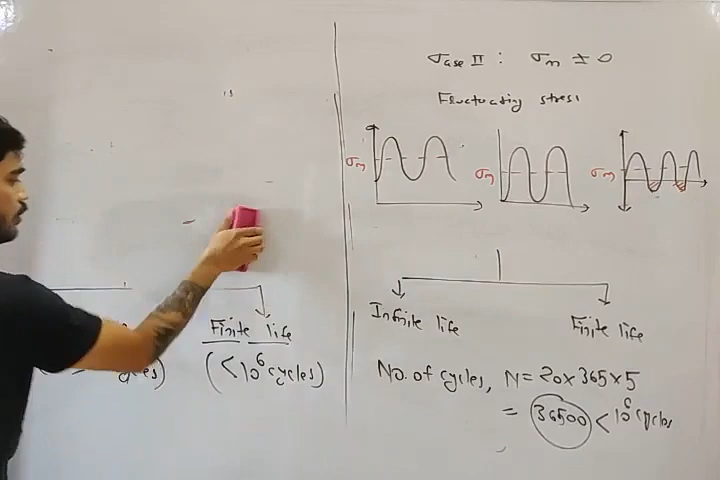 Case II : σm ≠ 0
Fluctuating stress
σm
σm
σm
Finite life
(<10⁶ cycles)
Infinite life
Finite life
No. of cycles, N = 20 x 365 x 5
= 36500 < 10⁶ cycles